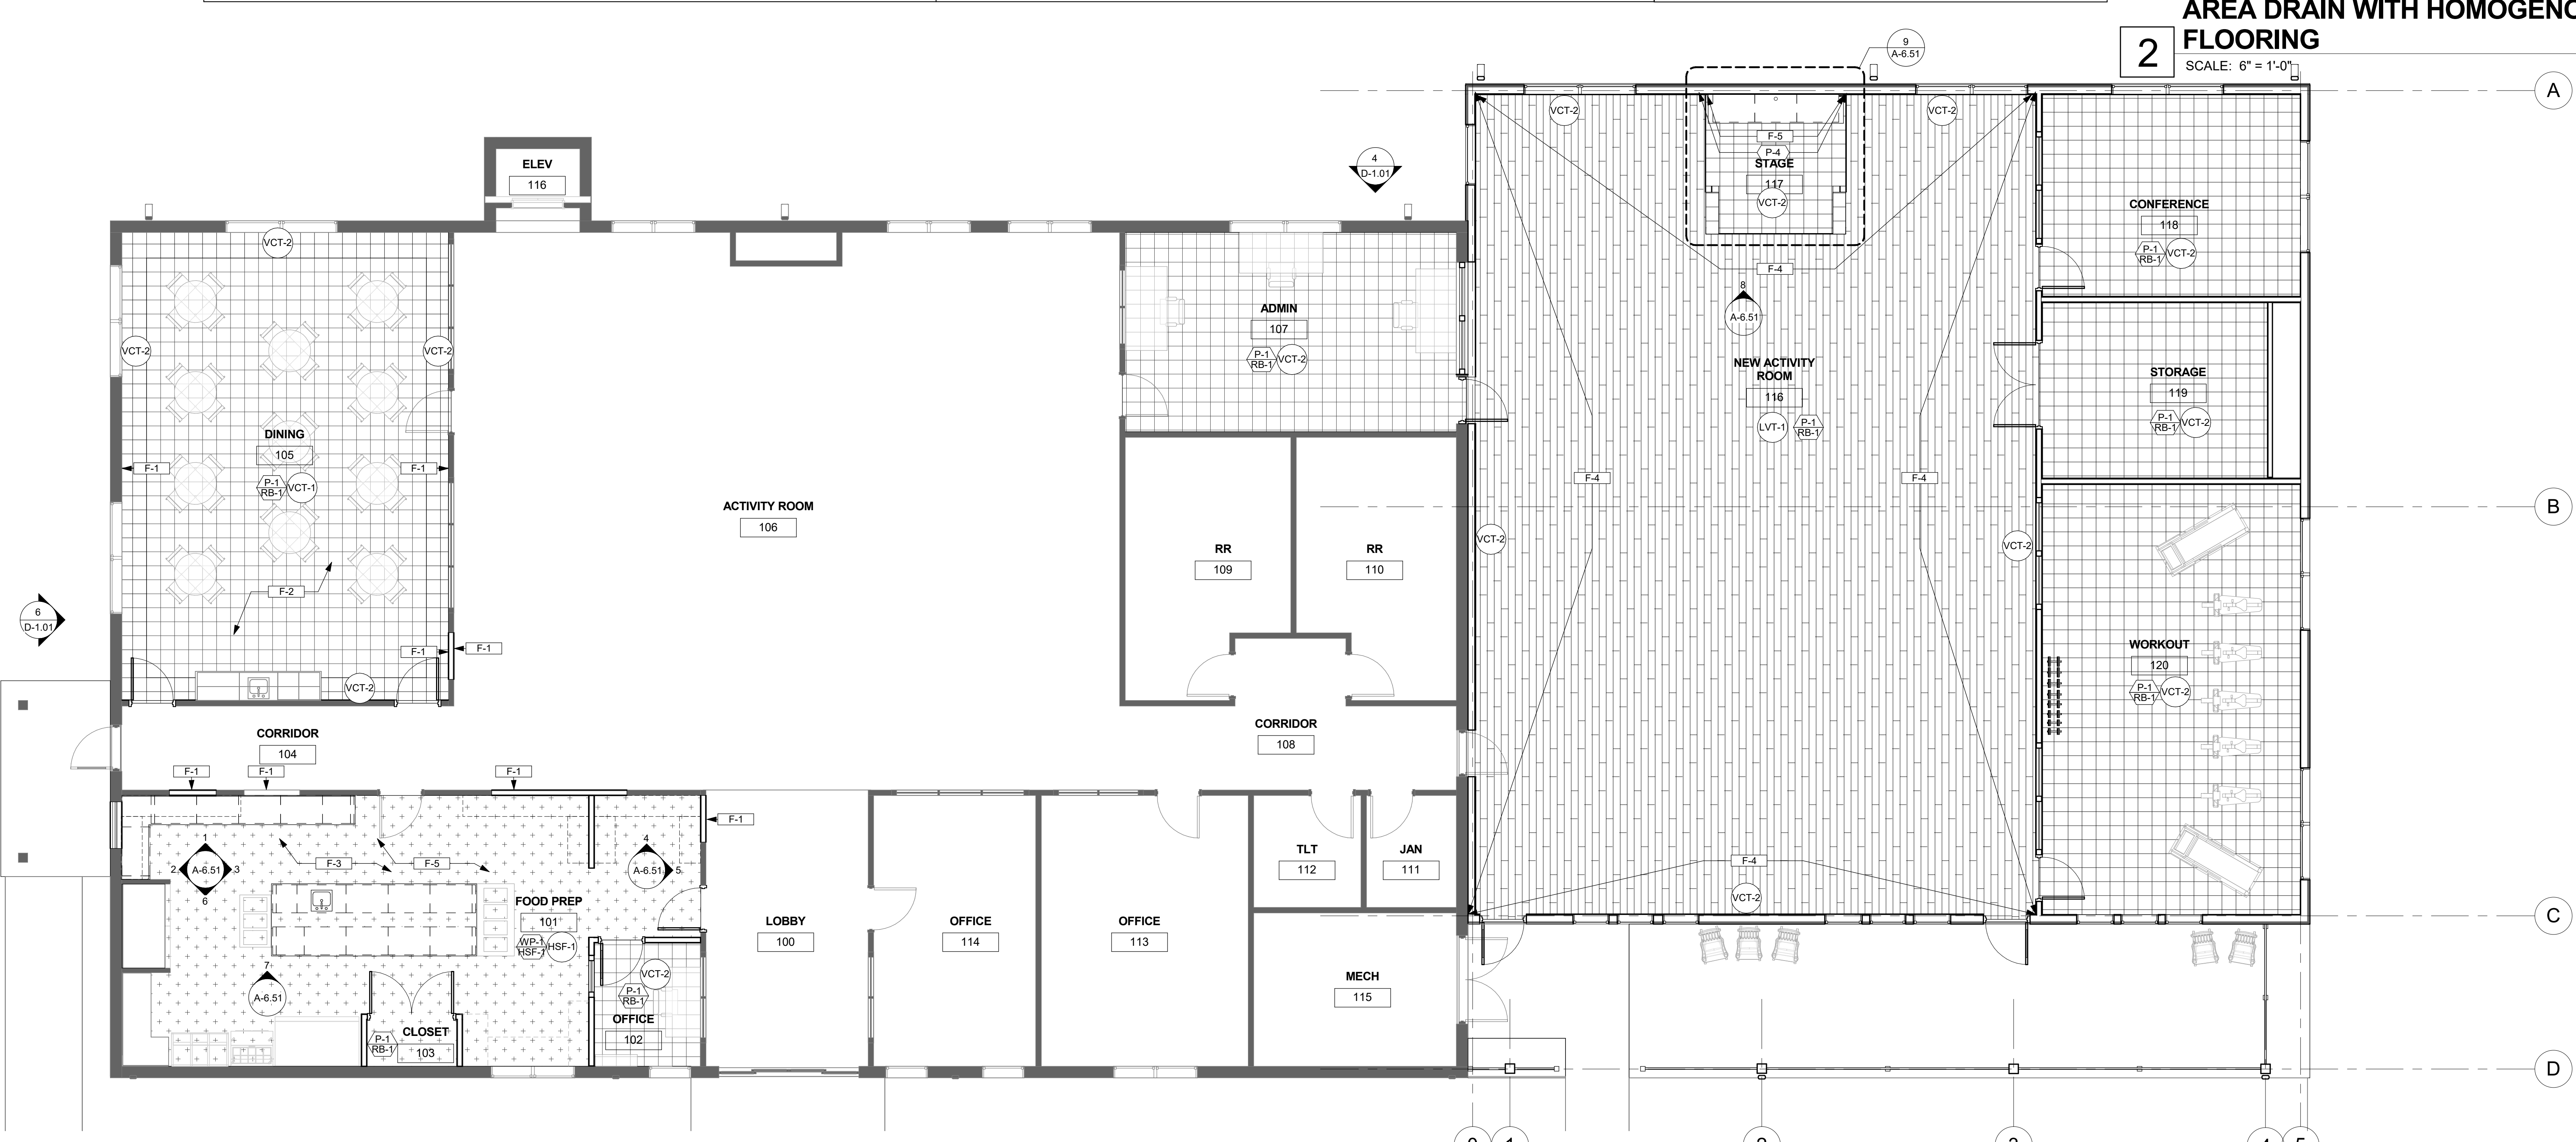 AREA DRAIN WITH HOMOGENO
FLOORING
2
SCALE: 6" = 1'-0"
9
A-6.51
A
VCT-2
VCT-2
F-5
P-4
STAGE
117
VCT-2
ELEV
116
4
D-1.01
CONFERENCE
118
P-1
RB-1
VCT-2
VCT-2
F-4
8
A-6.51
ADMIN
107
P-1
RB-1
VCT-2
VCT-2
VCT-2
NEW ACTIVITY
ROOM
116
LVT-1
P-1
RB-1
STORAGE
119
P-1
RB-1
VCT-2
DINING
105
F-1
F-1
P-1
RB-1
VCT-1
F-4
F-4
ACTIVITY ROOM
106
B
VCT-2
VCT-2
RR
109
RR
110
F-2
6
D-1.01
F-1
F-1
VCT-2
WORKOUT
120
P-1
RB-1
VCT-2
CORRIDOR
104
CORRIDOR
108
F-1
F-1
F-1
F-1
1
2
A-6.51
3
6
F-3
F-5
4
A-6.51
5
TLT
112
JAN
111
F-4
VCT-2
FOOD PREP
101
WP-1
HSF-1
HSF-1
LOBBY
100
OFFICE
114
OFFICE
113
C
7
A-6.51
VCT-2
P-1
RB-1
OFFICE
102
MECH
115
CLOSET
103
P-1
RB-1
D
0
1
2
3
4
5